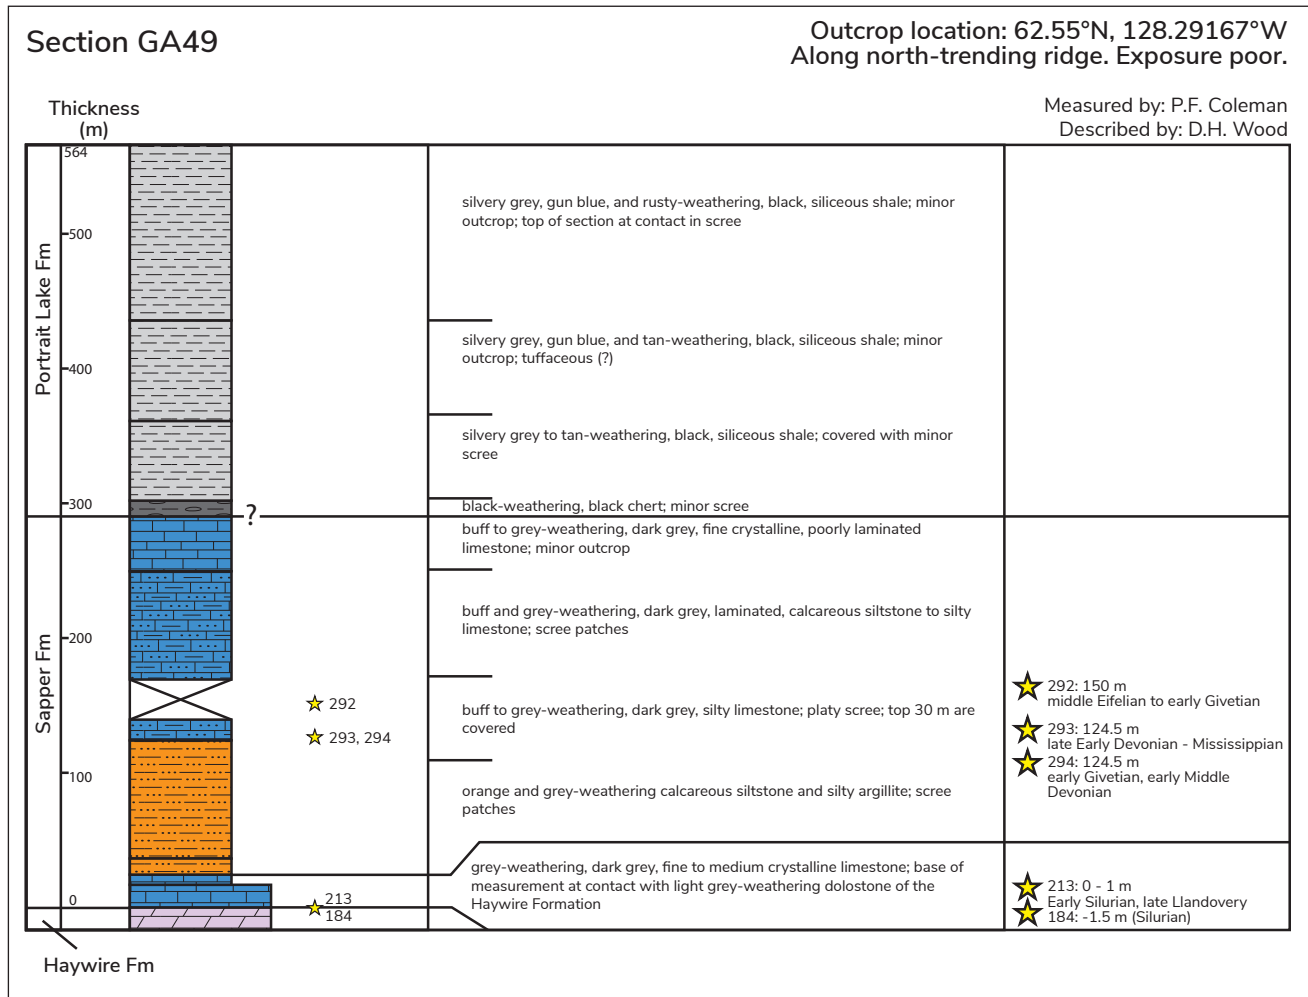 Section GA49
Outcrop location: 62.55°N, 128.29167°W
Along north-trending ridge. Exposure poor.
Measured by: P.F. Coleman
Described by: D.H. Wood
Thickness
(m)
564
500
400
300
200
100
0
Portrait Lake Fm
Sapper Fm
Haywire Fm
?
292
293, 294
213
184
silvery grey, gun blue, and rusty-weathering, black, siliceous shale; minor
outcrop; top of section at contact in scree
silvery grey, gun blue, and tan-weathering, black, siliceous shale; minor
outcrop; tuffaceous (?)
silvery grey to tan-weathering, black, siliceous shale; covered with minor
scree
black-weathering, black chert; minor scree
buff to grey-weathering, dark grey, fine crystalline, poorly laminated
limestone; minor outcrop
buff and grey-weathering, dark grey, laminated, calcareous siltstone to silty
limestone; scree patches
buff to grey-weathering, dark grey, silty limestone; platy scree; top 30 m are
covered
orange and grey-weathering calcareous siltstone and silty argillite; scree
patches
grey-weathering, dark grey, fine to medium crystalline limestone; base of
measurement at contact with light grey-weathering dolostone of the
Haywire Formation
292: 150 m
middle Eifelian to early Givetian
293: 124.5 m
late Early Devonian - Mississippian
294: 124.5 m
early Givetian, early Middle
Devonian
213: 0 - 1 m
Early Silurian, late Llandovery
184: -1.5 m (Silurian)